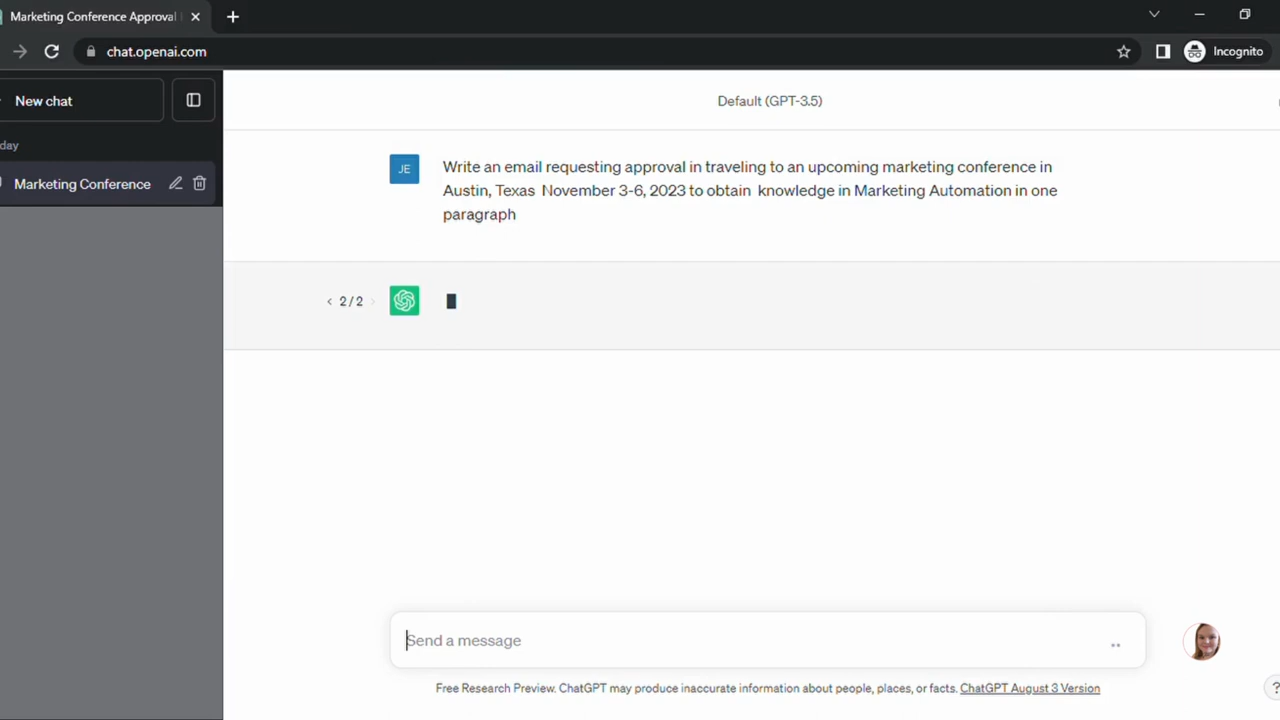 Marketing Conference Approval
chat.openai.com
Incognito
New chat
Default (GPT-3.5)
day
Marketing Conference
JE
Write an email requesting approval in traveling to an upcoming marketing conference in
Austin, Texas November 3-6, 2023 to obtain knowledge in Marketing Automation in one
paragraph
< 2 / 2 >
Send a message
Free Research Preview. ChatGPT may produce inaccurate information about people, places, or facts. ChatGPT August 3 Version
?